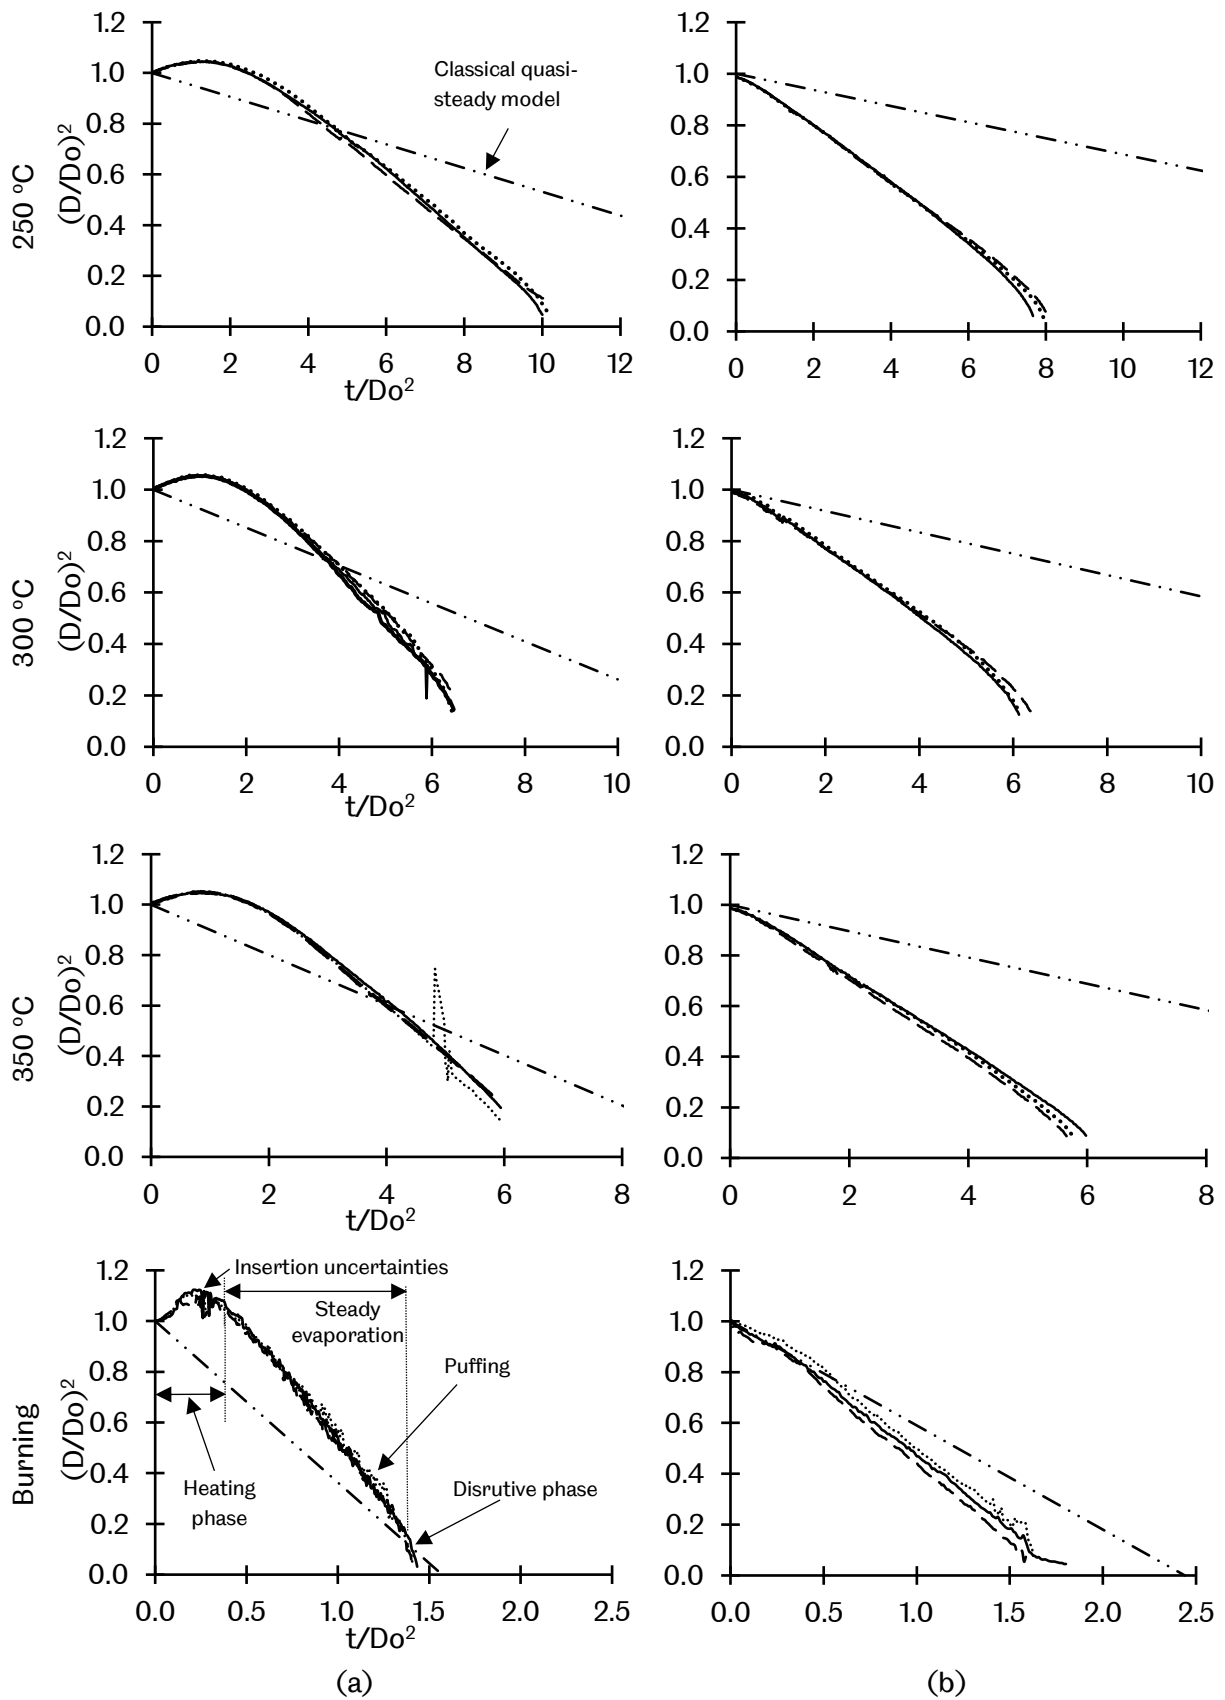 250 ºC
(D/Do)²
1.2
1.0
0.8
0.6
0.4
0.2
0.0
Classical quasi-
steady model
0 2 4 6 8 10 12
t/Do²
1.2
1.0
0.8
0.6
0.4
0.2
0.0
0 2 4 6 8 10 12
300 ºC
(D/Do)²
1.2
1.0
0.8
0.6
0.4
0.2
0.0
0 2 4 6 8 10
t/Do²
1.2
1.0
0.8
0.6
0.4
0.2
0.0
0 2 4 6 8 10
350 ºC
(D/Do)²
1.2
1.0
0.8
0.6
0.4
0.2
0.0
0 2 4 6 8
t/Do²
1.2
1.0
0.8
0.6
0.4
0.2
0.0
0 2 4 6 8
Burning
(D/Do)²
1.2
1.0
0.8
0.6
0.4
0.2
0.0
Insertion uncertainties
Steady
evaporation
Puffing
Heating
phase
Disrutive phase
0.0 0.5 1.0 1.5 2.0 2.5
t/Do²
1.2
1.0
0.8
0.6
0.4
0.2
0.0
0.0 0.5 1.0 1.5 2.0 2.5
(a)
(b)